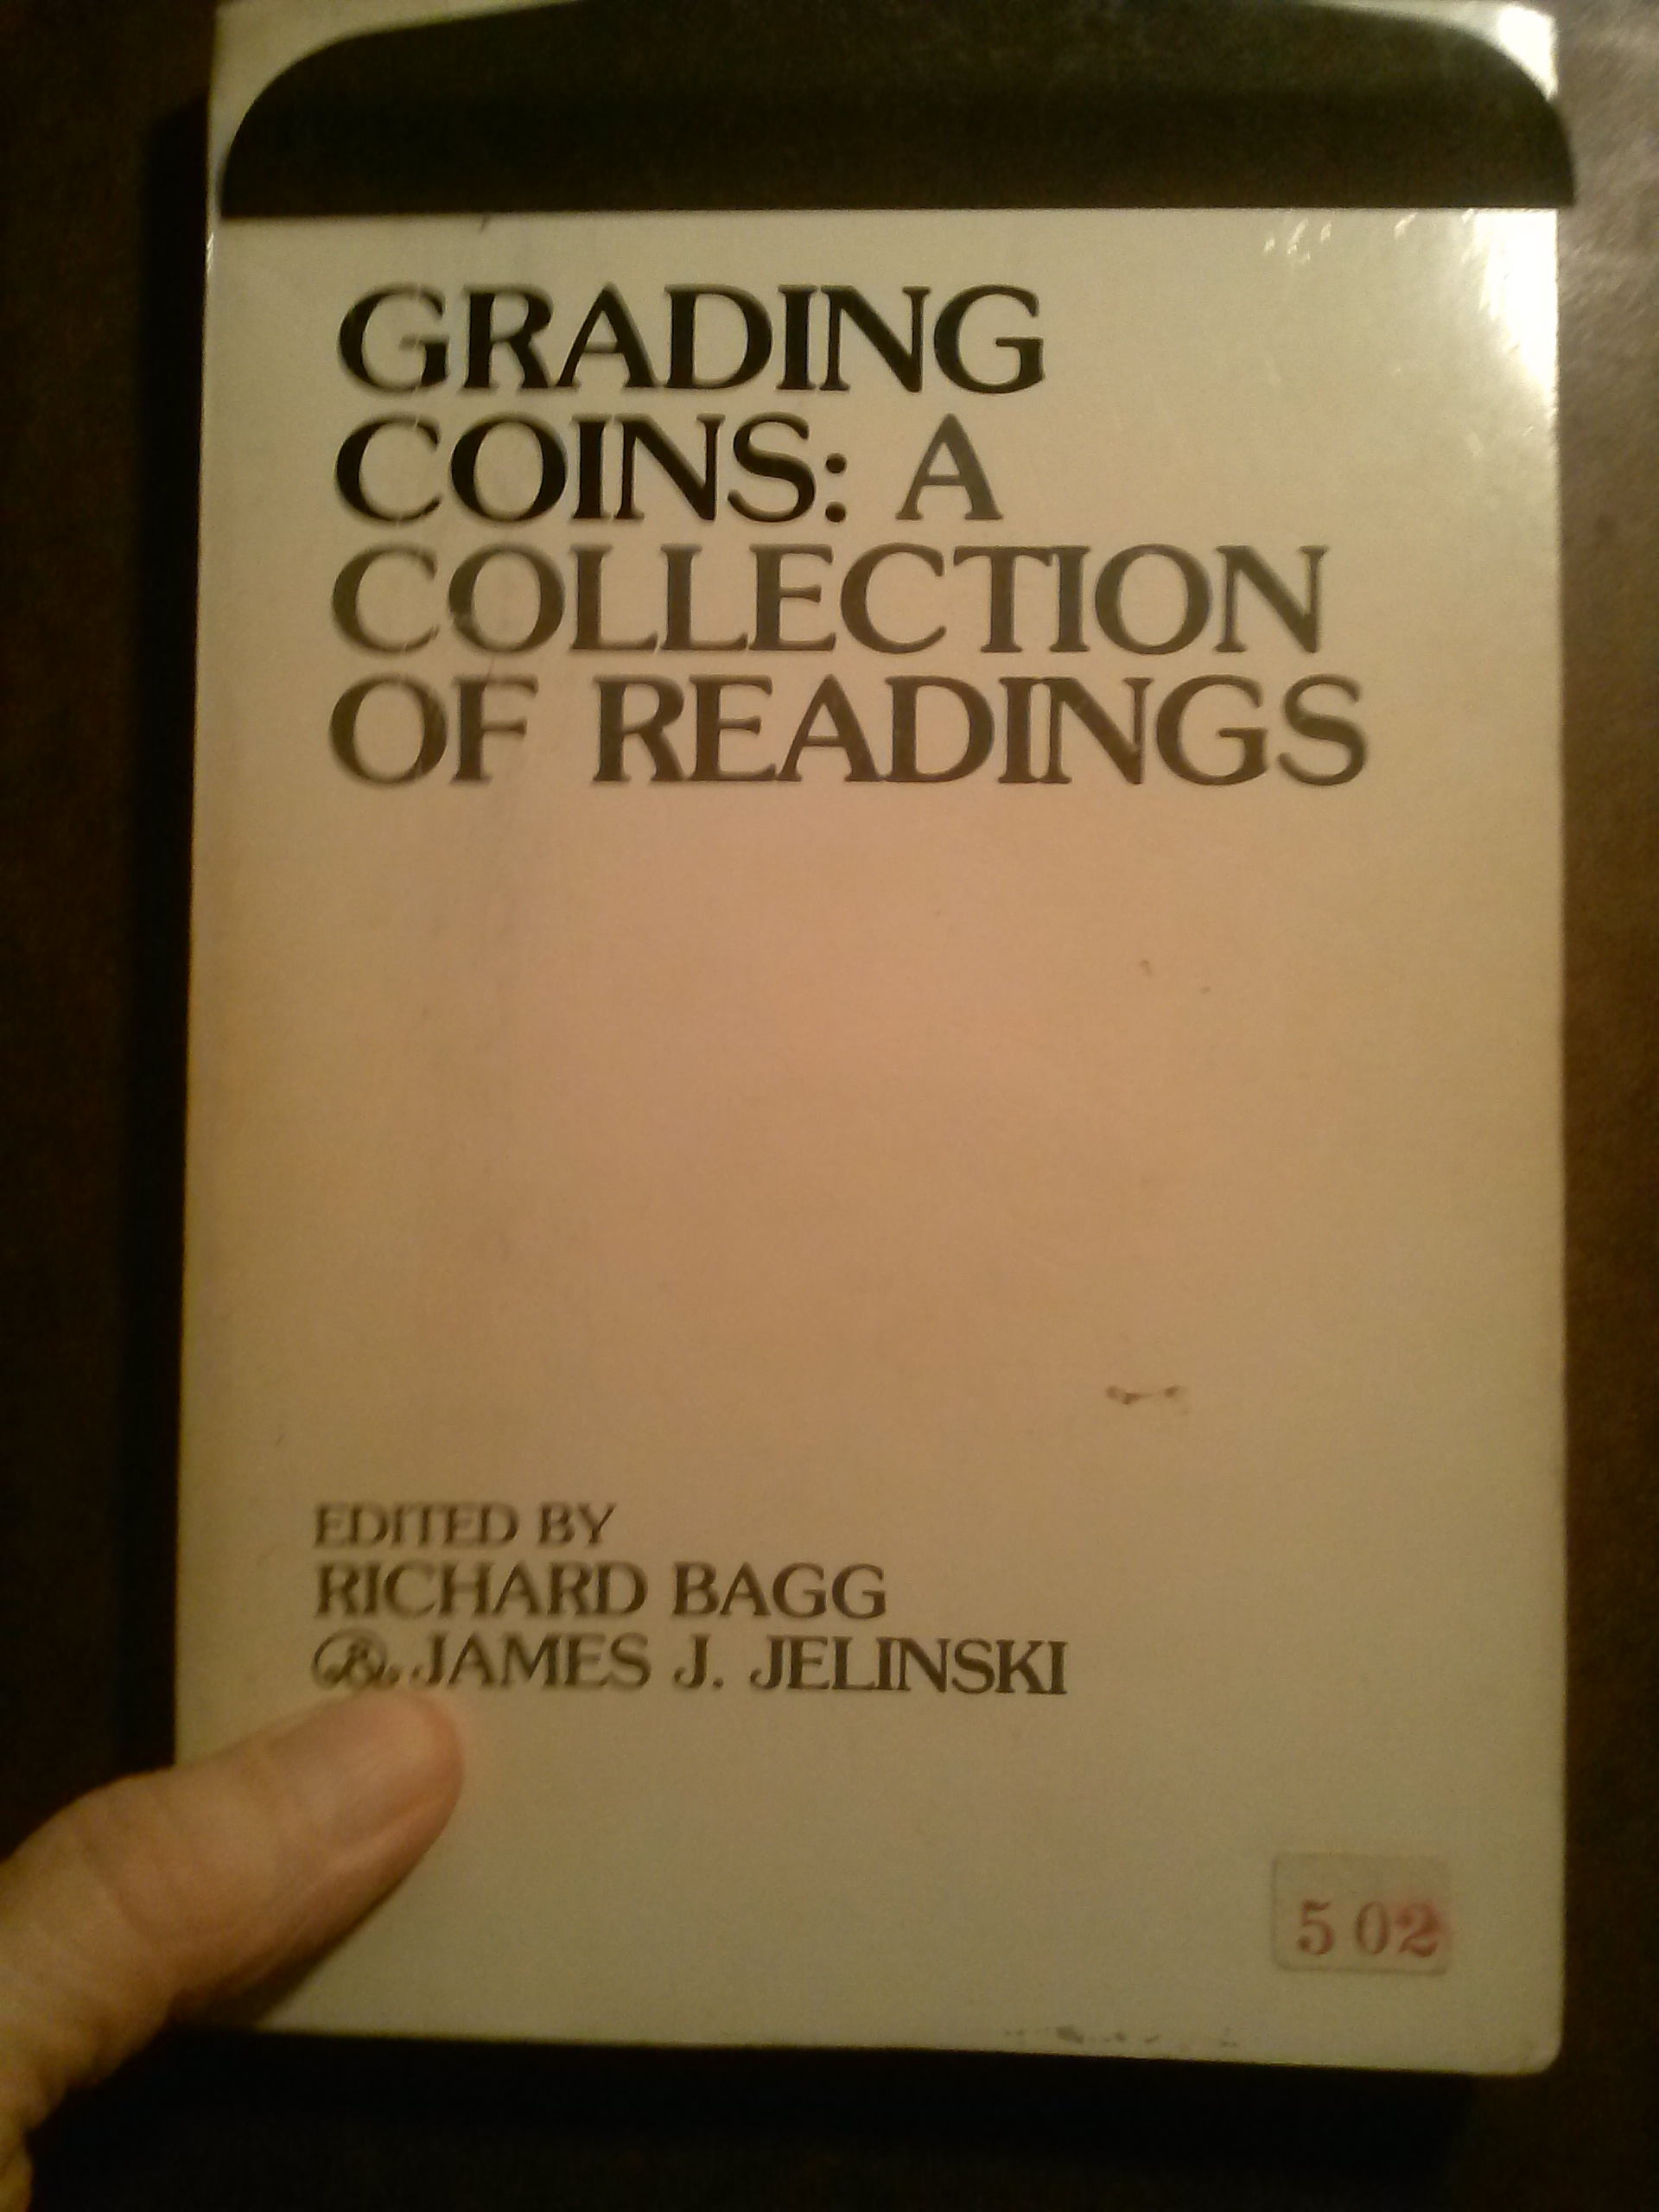 GRADING
COINS: A
COLLECTION
OF READINGS
EDITED BY
RICHARD BAGG
& JAMES J. JELINSKI
502